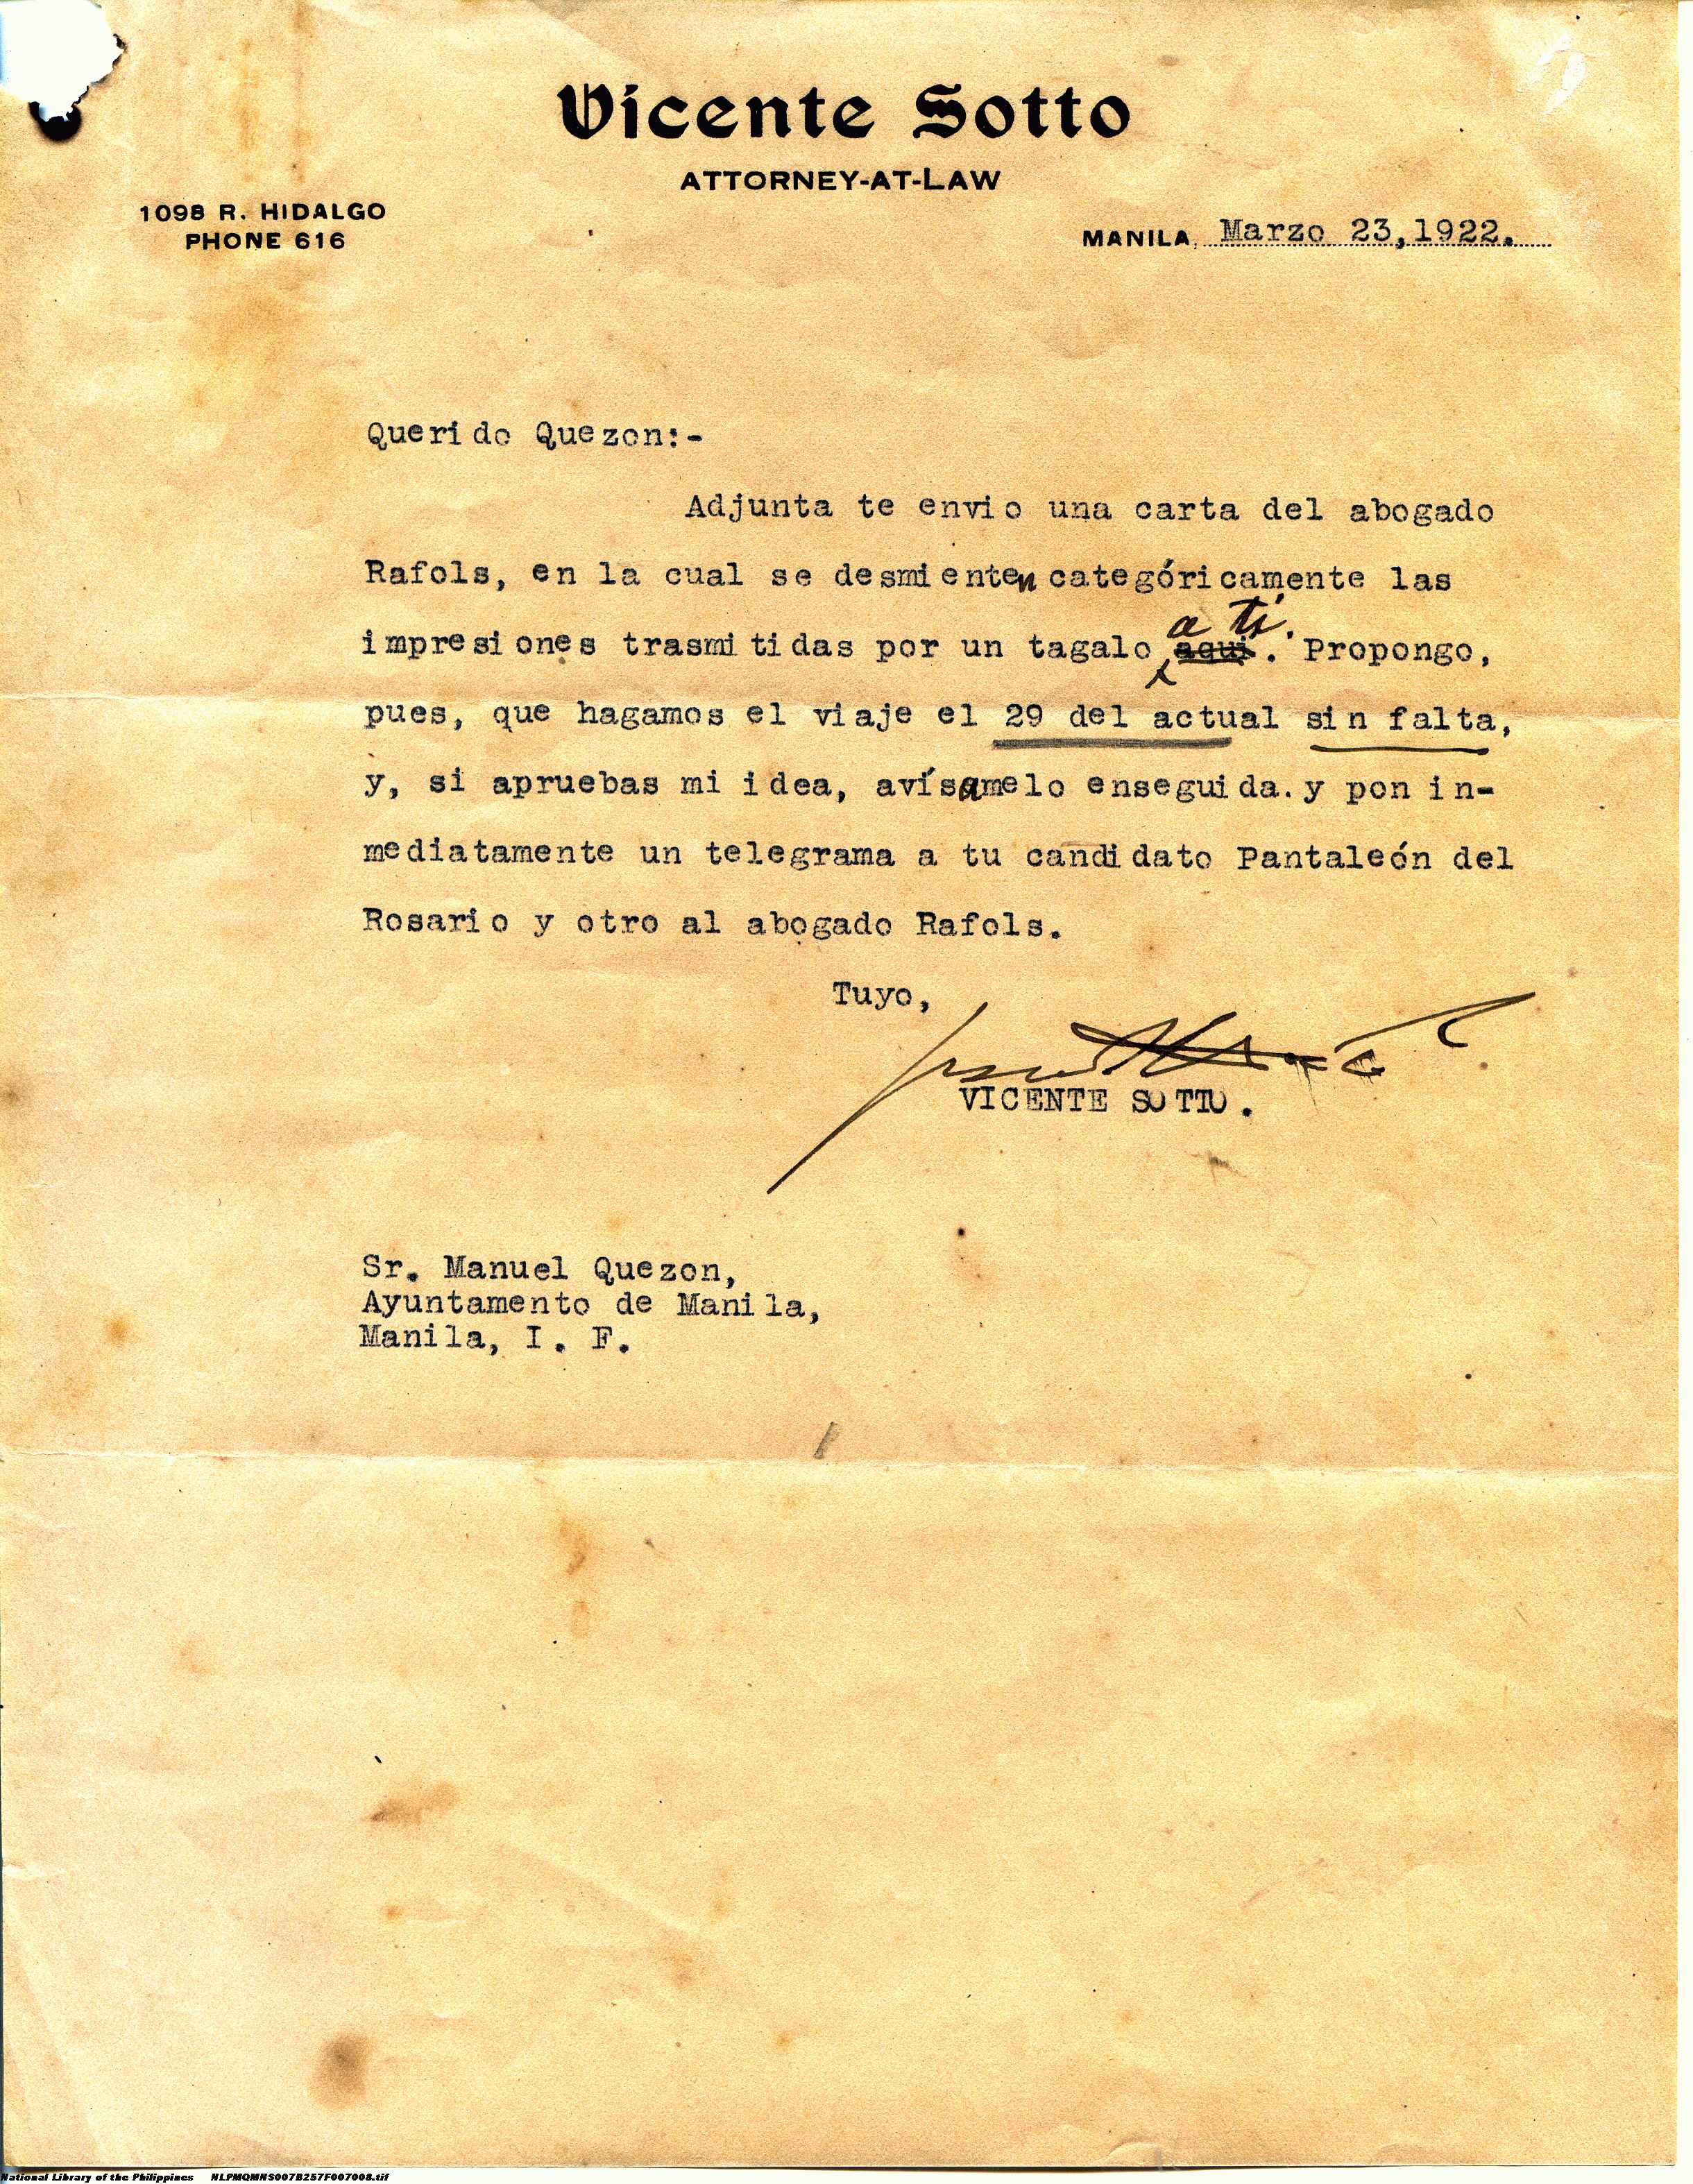 Vicente Sotto
ATTORNEY-AT-LAW
1098 R. HIDALGO
PHONE 616
MANILA, Marzo 23,1922.
Querido Quezon:-
Adjunta te envio una carta del abogado
Rafols, en la cual se desmienten categóricamente las
a ti.
impresiones trasmitidas por un tagalo aqui. Propongo,
pues, que hagamos el viaje el 29 del actual sin falta,
y, si apruebas mi idea, avísamelo enseguida. y pon in-
mediatamente un telegrama a tu candidato Pantaleón del
Rosario y otro al abogado Rafols.
Tuyo,
VICENTE SOTTO.
Sr. Manuel Quezon,
Ayuntamento de Manila,
Manila, I. F.
National Library of the Philippines NLPMQMNS007B257F007008.tif